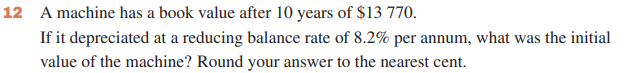 12 A machine has a book value after 10 years of $13 770.
If it depreciated at a reducing balance rate of 8.2% per annum, what was the initial
value of the machine? Round your answer to the nearest cent.